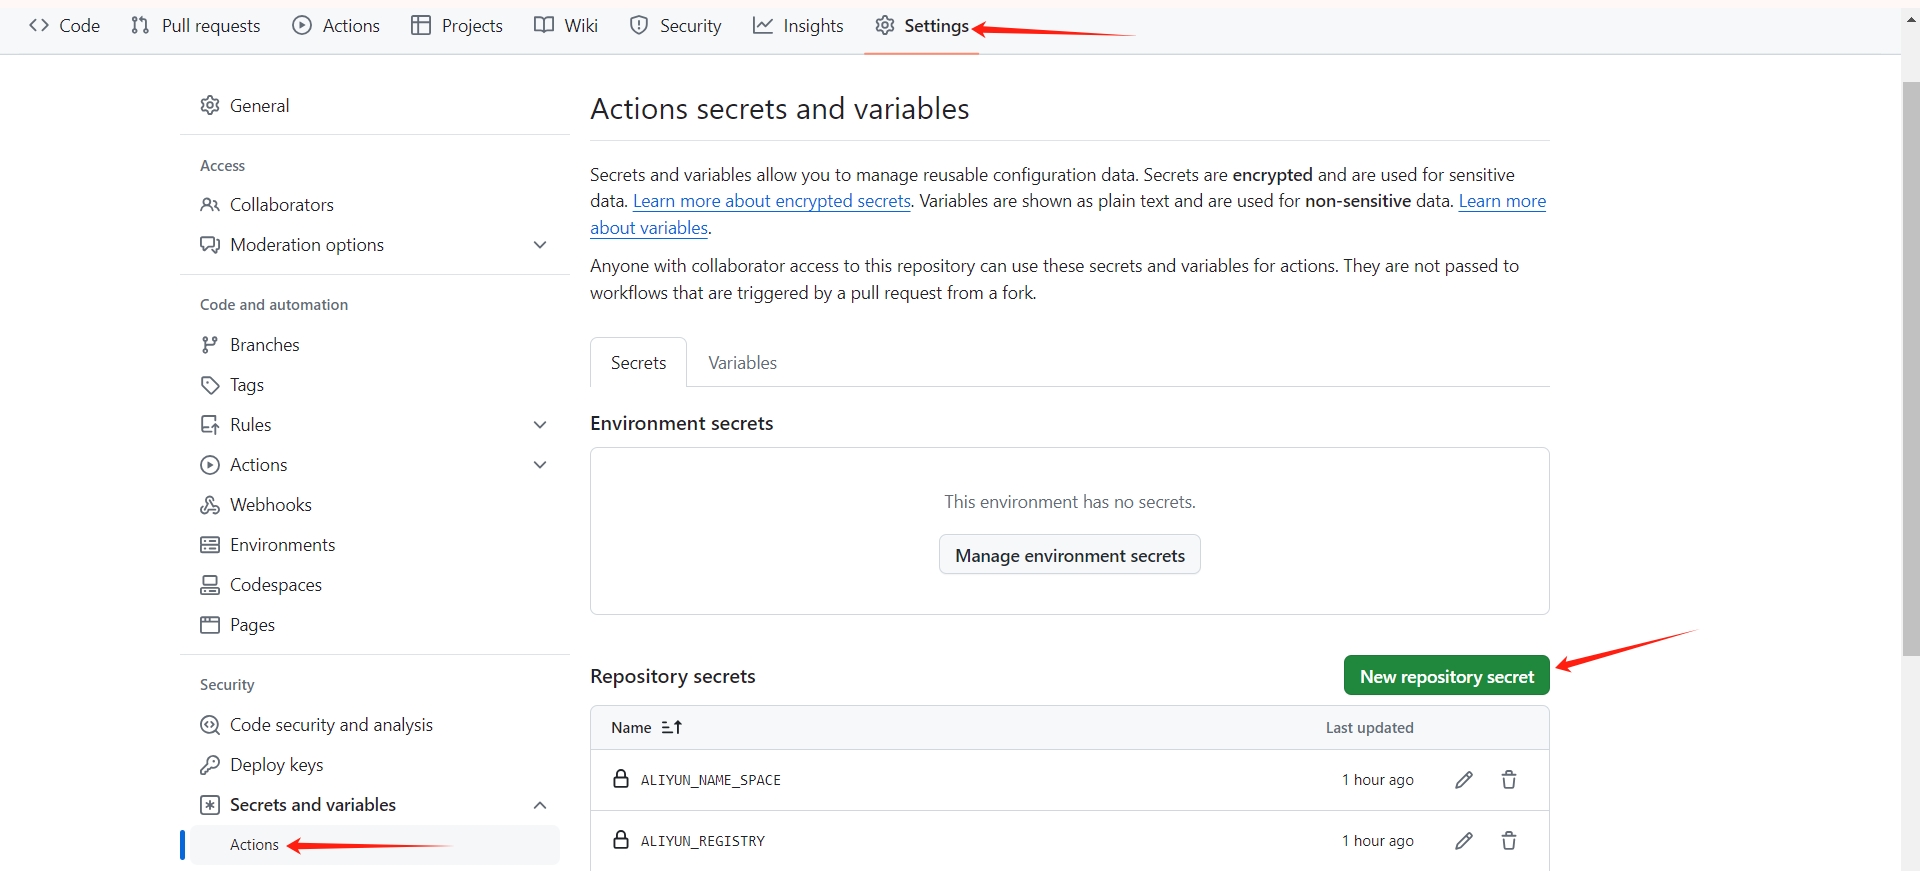 Code Pull requests Actions Projects Wiki Security Insights Settings
General
Access
Collaborators
Moderation options
Code and automation
Branches
Tags
Rules
Actions
Webhooks
Environments
Codespaces
Pages
Security
Code security and analysis
Deploy keys
Secrets and variables
Actions
Actions secrets and variables
Secrets and variables allow you to manage reusable configuration data. Secrets are encrypted and are used for sensitive
data. Learn more about encrypted secrets. Variables are shown as plain text and are used for non-sensitive data. Learn more
about variables.
Anyone with collaborator access to this repository can use these secrets and variables for actions. They are not passed to
workflows that are triggered by a pull request from a fork.
Secrets Variables
Environment secrets
This environment has no secrets.
Manage environment secrets
Repository secrets New repository secret
Name Last updated
ALIYUN_NAME_SPACE 1 hour ago
ALIYUN_REGISTRY 1 hour ago